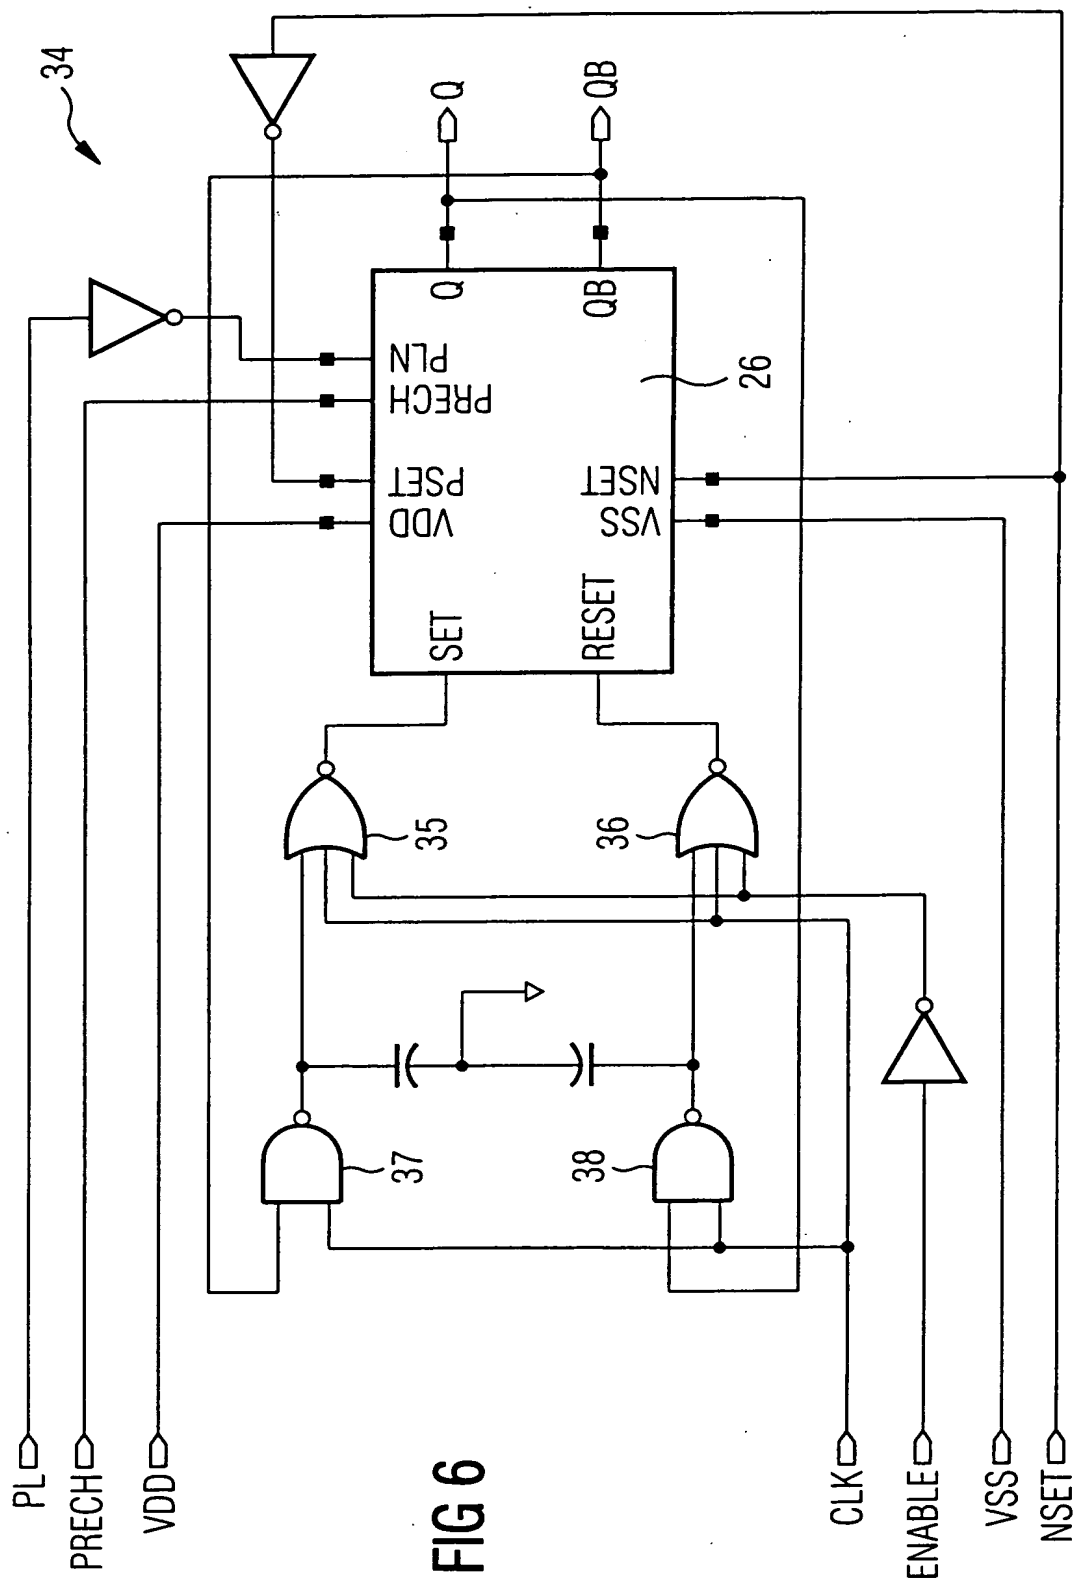 34
PL
PRECH
VDD
CLK
ENABLE
VSS
NSET
Q
QB
Q
QB
PLN
PRECH
PSET
VDD
NSET
VSS
SET
RESET
26
35
36
37
38
FIG 6